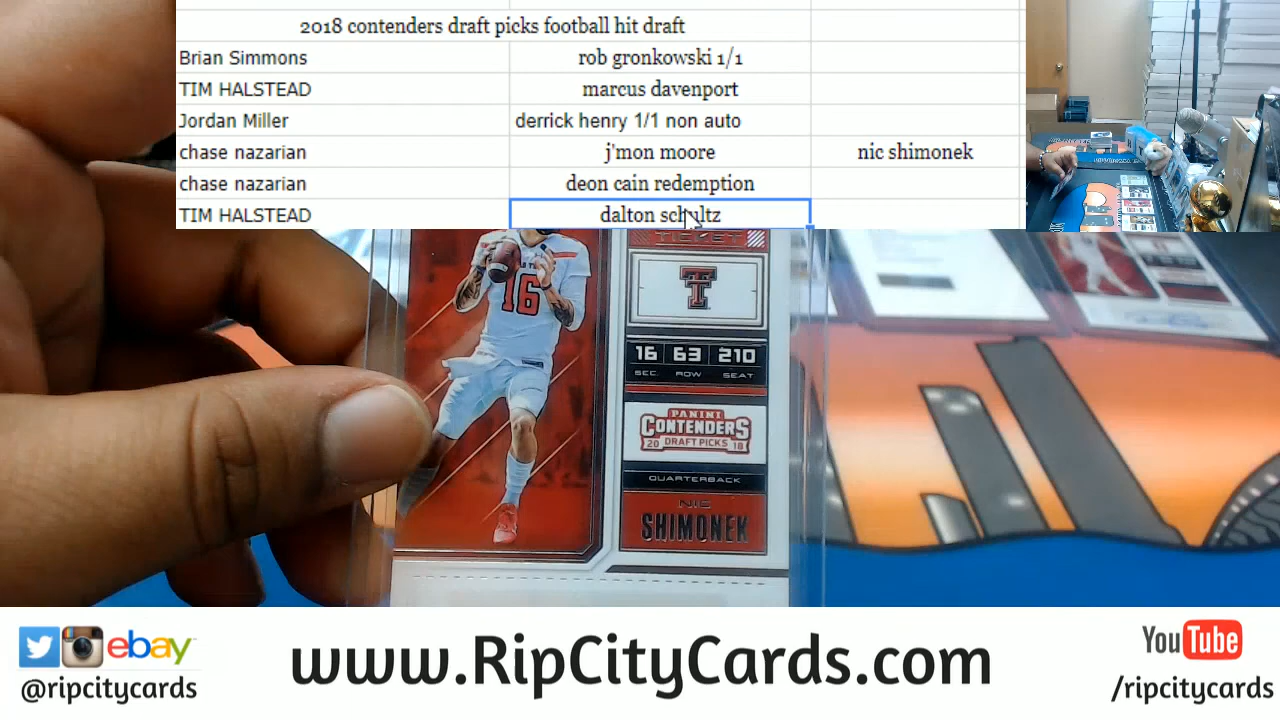 2018 contenders draft picks football hit draft
Brian Simmons rob gronkowski 1/1
TIM HALSTEAD marcus davenport
Jordan Miller derrick henry 1/1 non auto
chase nazarian j'mon moore nic shimonek
chase nazarian deon cain redemption
TIM HALSTEAD dalton schultz
TICKET
16
16 63 210
SEC. ROW SEAT
PANINI
CONTENDERS
20 DRAFT PICKS 18
QUARTERBACK
NIC
SHIMONEK
ebay
@ripcitycards
www.RipCityCards.com
YouTube
/ripcitycards